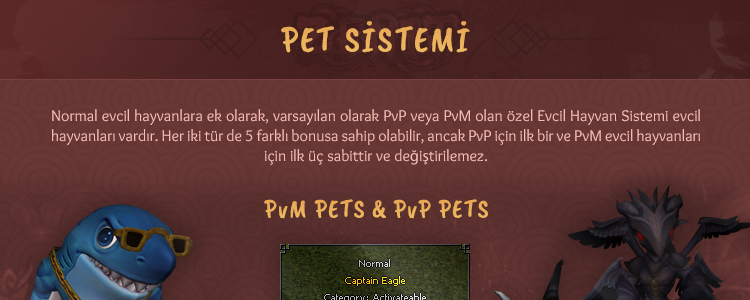 PET SİSTEMİ
Normal evcil hayvanlara ek olarak, varsayılan olarak PvP veya PvM olan özel Evcil Hayvan Sistemi evcil
hayvanları vardır. Her iki tür de 5 farklı bonusa sahip olabilir, ancak PvP için ilk bir ve PvM evcil hayvanları
için ilk üç sabittir ve değiştirilemez.
PvM PETS & PvP PETS
Normal
Captain Eagle
Category: Activateable